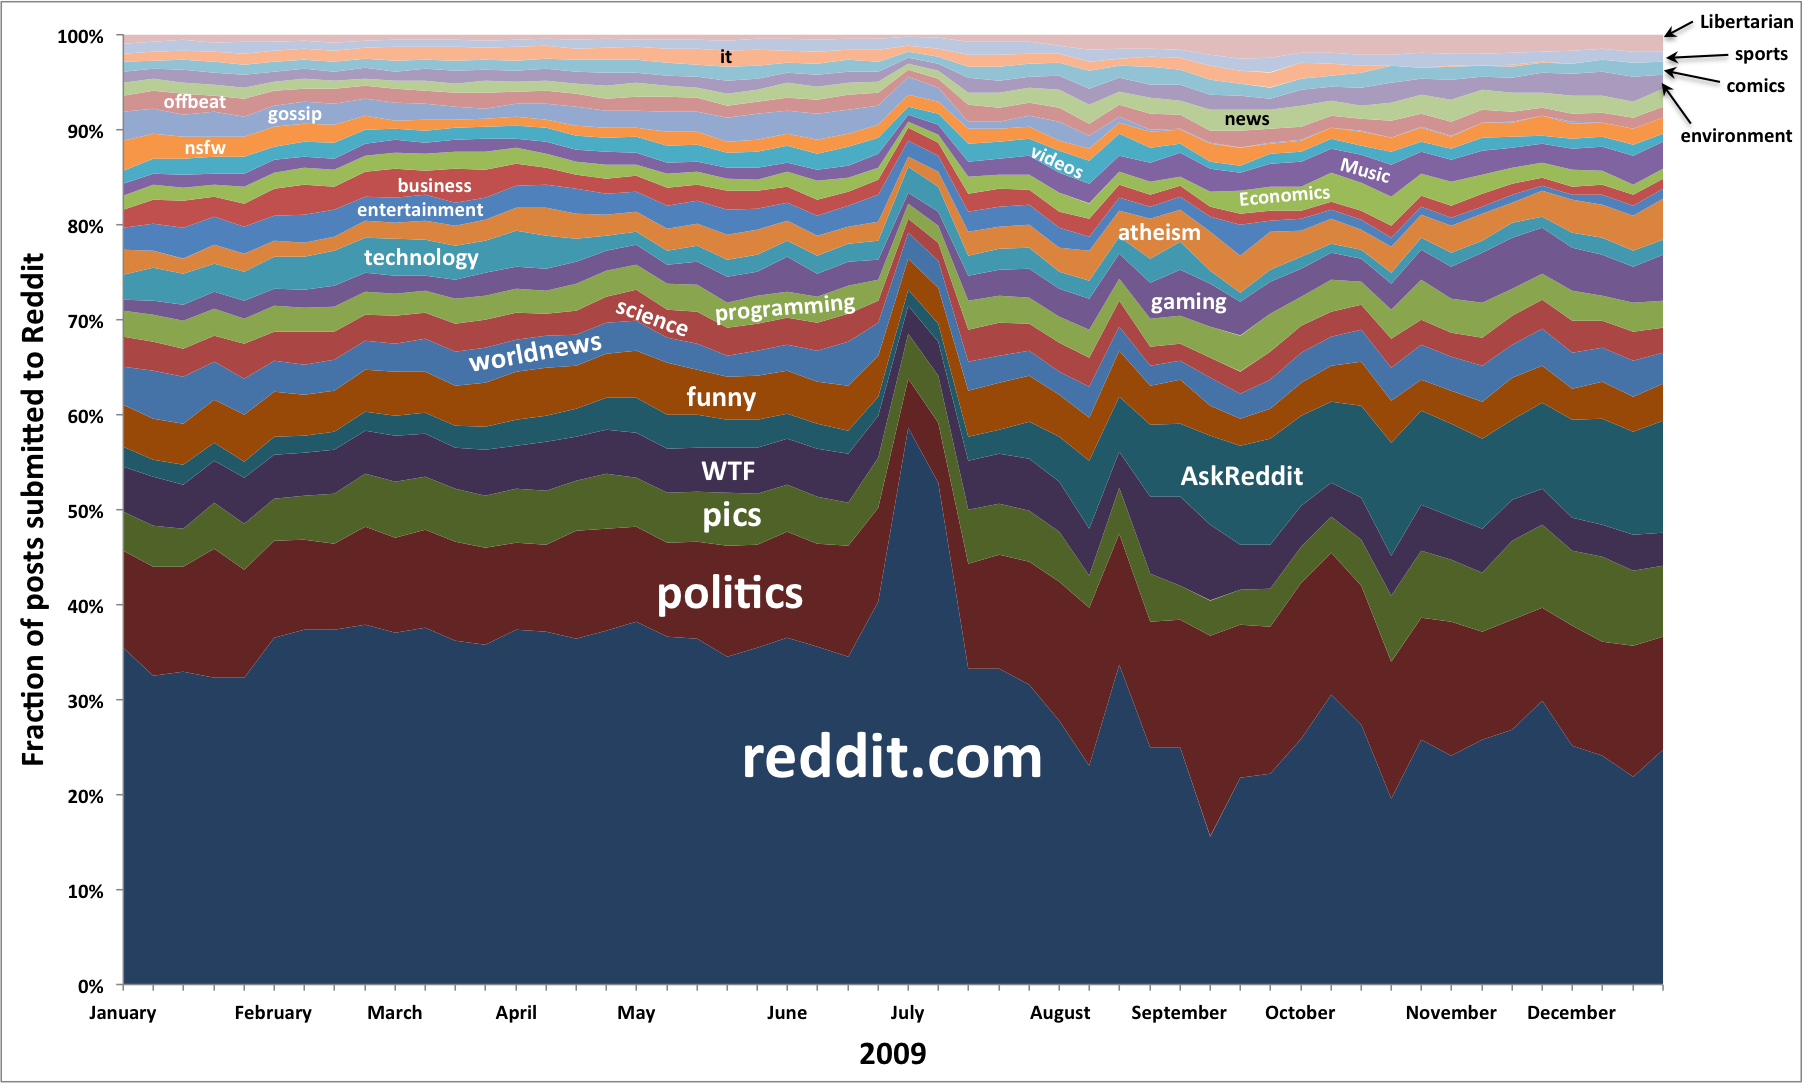 Fraction of posts submitted to Reddit
100%
90%
80%
70%
60%
50%
40%
30%
20%
10%
0%
Libertarian
sports
comics
environment
it
offbeat
gossip
nsfw
news
videos
Music
business
Economics
entertainment
atheism
technology
gaming
programming
science
worldnews
funny
WTF
AskReddit
pics
politics
reddit.com
January February March April May June July August September October November December
2009